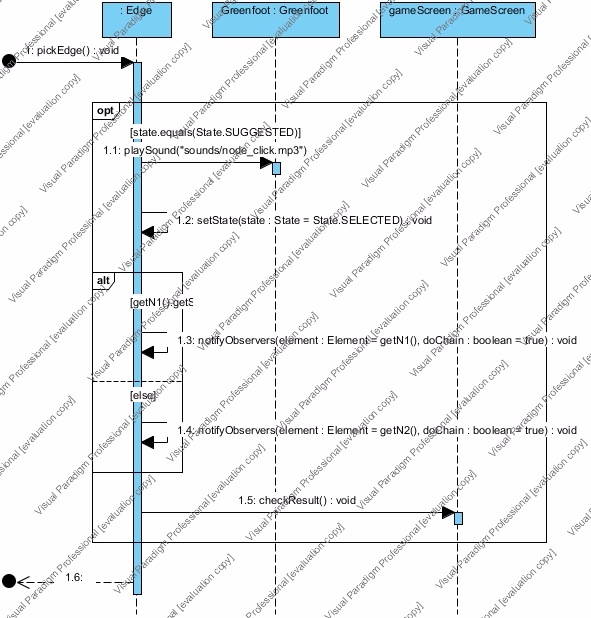 : Edge
Greenfoot : Greenfoot
gameScreen : GameScreen
1: pickEdge() : void
opt
[state.equals(State.SUGGESTED)]
1.1: playSound("sounds/node_click.mp3")
1.2: setState(state : State = State.SELECTED) : void
alt
[getN1().getS
1.3: notifyObservers(element : Element = getN1(), doChain : boolean = true) : void
[else]
1.4: notifyObservers(element : Element = getN2(), doChain : boolean = true) : void
1.5: checkResult() : void
1.6:
Visual Paradigm Professional [evaluation copy]